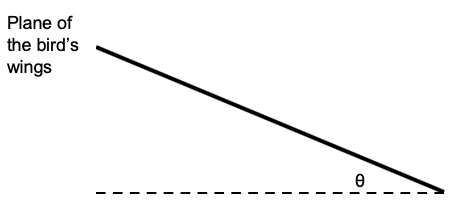 Plane of
the bird’s
wings
θ